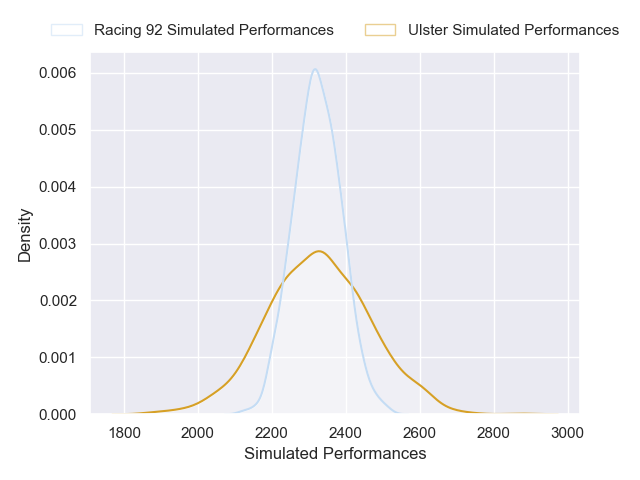 Racing 92 Simulated Performances Ulster Simulated Performances
0.006
0.005
0.004
0.003
0.002
0.001
0.000
Density
1800 2000 2200 2400 2600 2800 3000
Simulated Performances